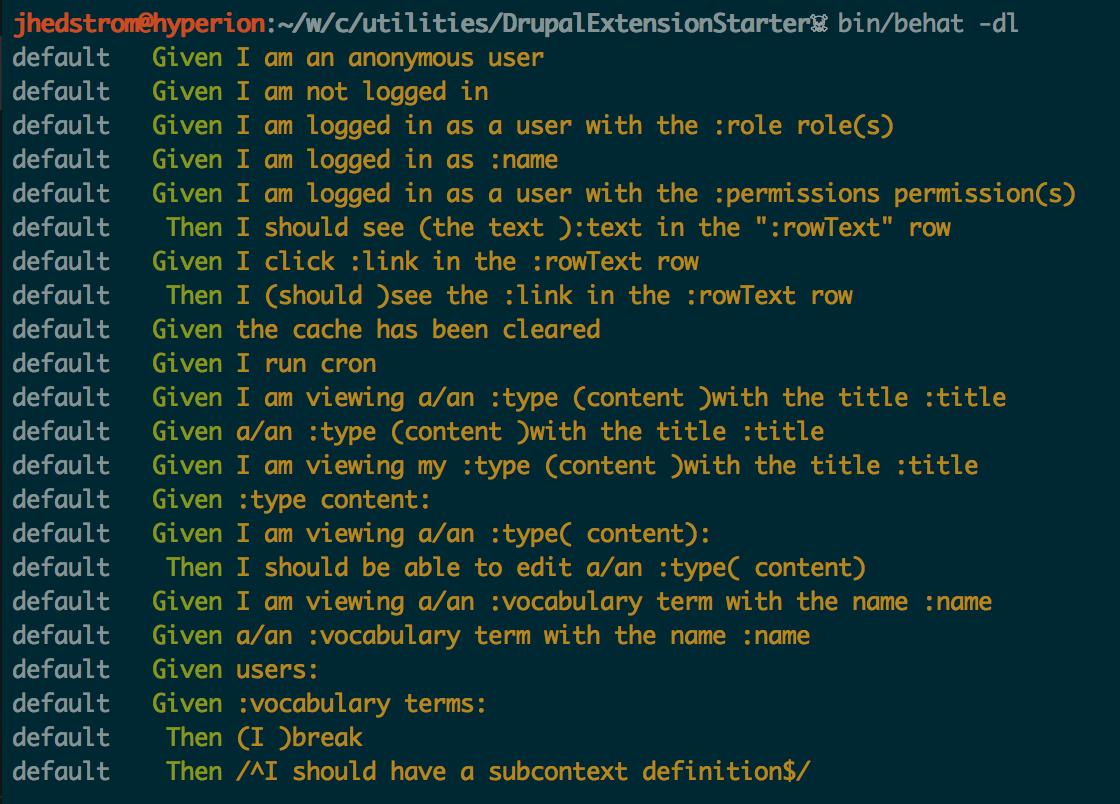 jhedstrom@hyperion:~/w/c/utilities/DrupalExtensionStarter☠ bin/behat -dl
default   Given I am an anonymous user
default   Given I am not logged in
default   Given I am logged in as a user with the :role role(s)
default   Given I am logged in as :name
default   Given I am logged in as a user with the :permissions permission(s)
default    Then I should see (the text ):text in the ":rowText" row
default   Given I click :link in the :rowText row
default    Then I (should )see the :link in the :rowText row
default   Given the cache has been cleared
default   Given I run cron
default   Given I am viewing a/an :type (content )with the title :title
default   Given a/an :type (content )with the title :title
default   Given I am viewing my :type (content )with the title :title
default   Given :type content:
default   Given I am viewing a/an :type( content):
default    Then I should be able to edit a/an :type( content)
default   Given I am viewing a/an :vocabulary term with the name :name
default   Given a/an :vocabulary term with the name :name
default   Given users:
default   Given :vocabulary terms:
default    Then (I )break
default    Then /^I should have a subcontext definition$/